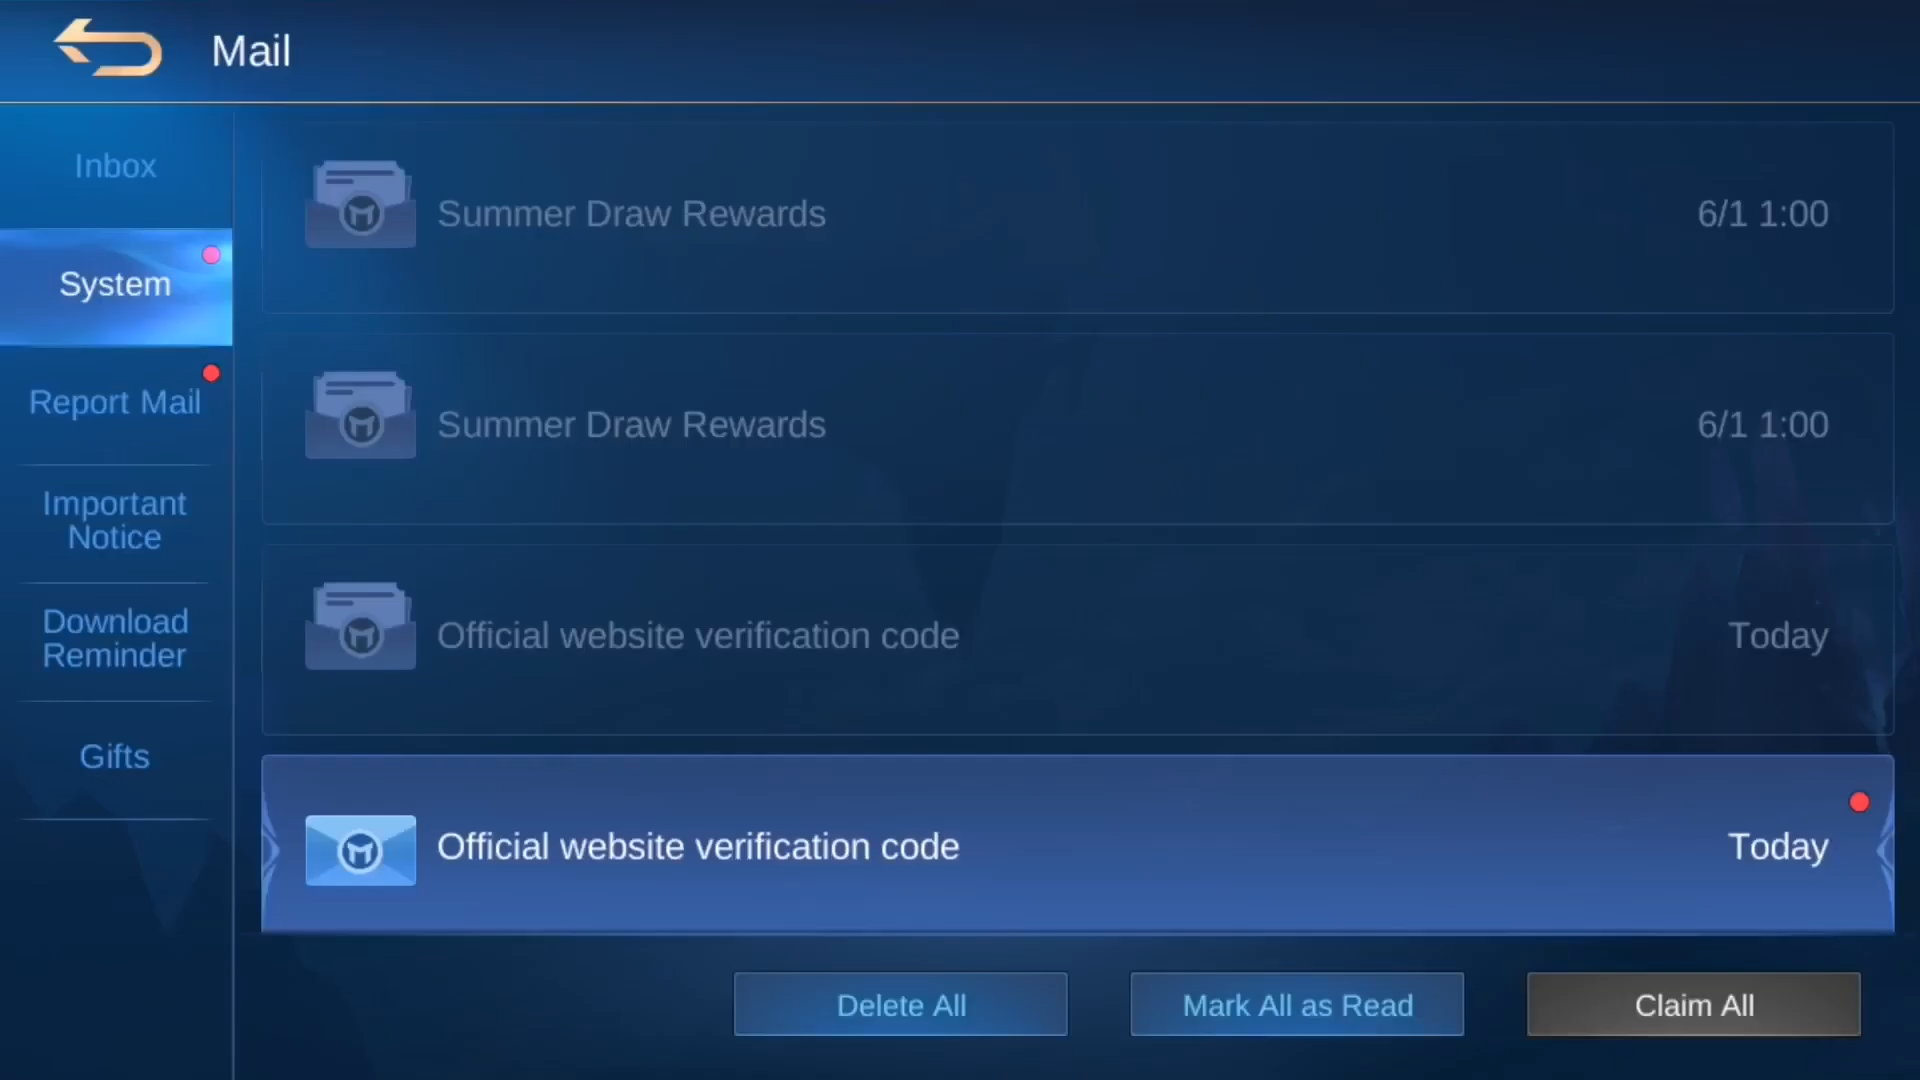 Mail
Inbox
System
Report Mail
Important
Notice
Download
Reminder
Gifts
Summer Draw Rewards
6/1 1:00
Summer Draw Rewards
6/1 1:00
Official website verification code
Today
Official website verification code
Today
Delete All
Mark All as Read
Claim All